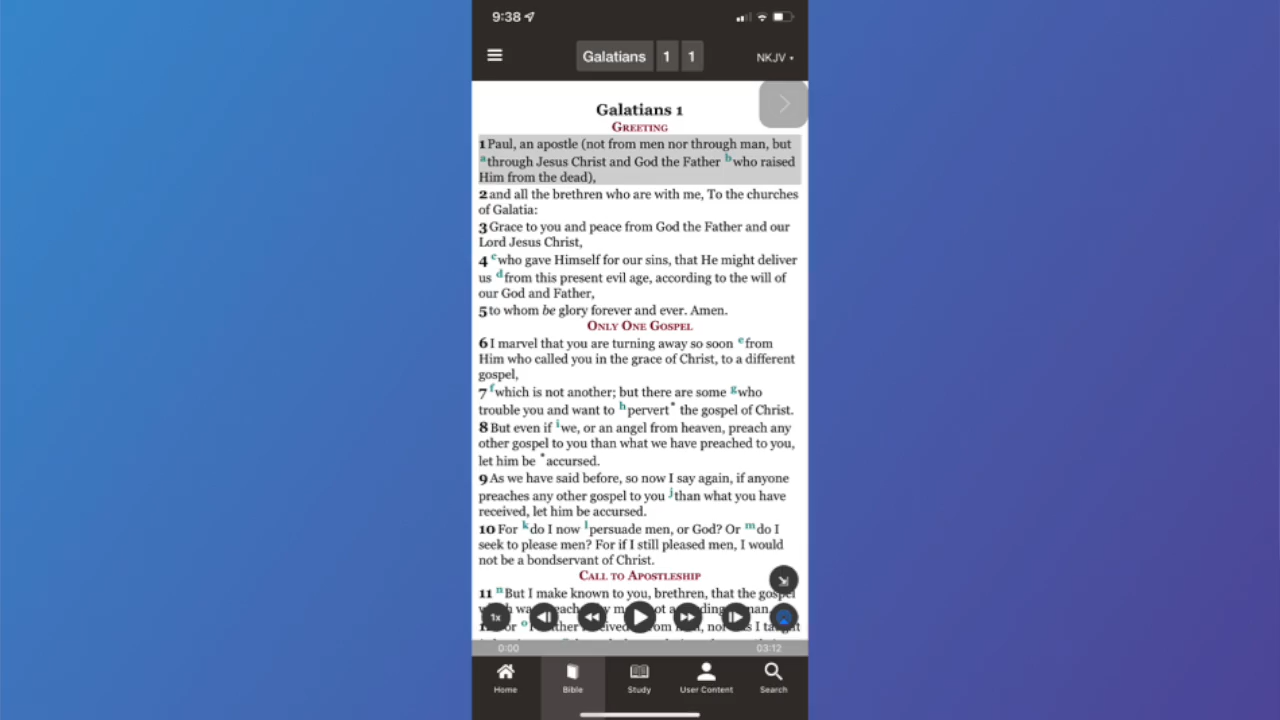 9:38
Galatians 1 1 NKJV
Galatians 1
GREETING
1 Paul, an apostle (not from men nor through man, but
a through Jesus Christ and God the Father b who raised
Him from the dead),
2 and all the brethren who are with me, To the churches
of Galatia:
3 Grace to you and peace from God the Father and our
Lord Jesus Christ,
4 c who gave Himself for our sins, that He might deliver
us d from this present evil age, according to the will of
our God and Father,
5 to whom be glory forever and ever. Amen.
ONLY ONE GOSPEL
6 I marvel that you are turning away so soon e from
Him who called you in the grace of Christ, to a different
gospel,
7 f which is not another; but there are some g who
trouble you and want to h pervert * the gospel of Christ.
8 But even if i we, or an angel from heaven, preach any
other gospel to you than what we have preached to you,
let him be * accursed.
9 As we have said before, so now I say again, if anyone
preaches any other gospel to you j than what you have
received, let him be accursed.
10 For k do I now l persuade men, or God? Or m do I
seek to please men? For if I still pleased men, I would
not be a bondservant of Christ.
CALL TO APOSTLESHIP
11 n But I make known to you, brethren, that the gospel
1x
0:00 03:12
Home Bible Study User Content Search